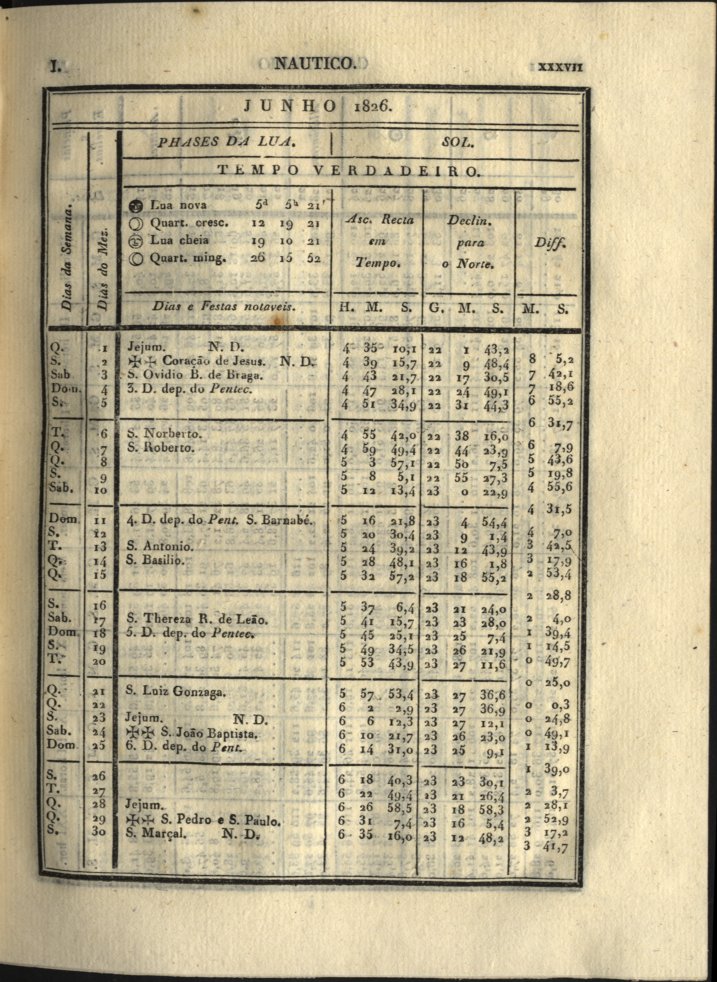 I. NAUTICO. XXXVII
JUNHO 1826.
PHASES DA LUA. SOL.
TEMPO VERDADEIRO.
Dias da Semana. Dias do Mez.
Lua nova 5d 5h 21'
Quart. cresc. 12 19 21
Lua cheia 19 10 21
Quart. ming. 26 15 52
Asc. Recta em Tempo.
Declin. para o Norte.
Diff.
Dias e Festas notaveis. H. M. S. G. M. S. M. S.
Q. 1 Jejum. N. D. 4 35 10,1 22 1 43,2
8 5,2
S. 2 ✠✠ Coração de Jesus. N. D. 4 39 15,7 22 9 48,4
7 42,1
Sab 3 S. Ovidio B. de Braga. 4 43 21,7 22 17 30,5
7 18,6
Dom. 4 3. D. dep. do Pentec. 4 47 28,1 22 24 49,1
6 55,2
S. 5 4 51 34,9 22 31 44,3
6 31,7
T. 6 S. Norberto. 4 55 42,0 22 38 16,0
6 7,9
Q. 7 S. Roberto. 4 59 49,4 22 44 23,9
5 43,6
Q. 8 5 3 57,1 22 50 7,5
5 19,8
S. 9 5 8 5,1 22 55 27,3
4 55,6
Sab. 10 5 12 13,4 23 0 22,9
4 31,5
Dom. 11 4. D. dep. do Pent. S. Barnabé. 5 16 21,8 23 4 54,4
4 7,0
S. 12 5 20 30,4 23 9 1,4
3 42,5
T. 13 S. Antonio. 5 24 39,2 23 12 43,9
3 17,9
Q. 14 S. Basilio. 5 28 48,1 23 16 1,8
2 53,4
Q. 15 5 32 57,2 23 18 55,2
2 28,8
S. 16 5 37 6,4 23 21 24,0
2 4,0
Sab. 17 S. Thereza R. de Leão. 5 41 15,7 23 23 28,0
1 39,4
Dom. 18 5. D. dep. do Pentec. 5 45 25,1 23 25 7,4
1 14,5
S. 19 5 49 34,5 23 26 21,9
0 49,7
T. 20 5 53 43,9 23 27 11,6
0 25,0
Q. 21 S. Luiz Gonzaga. 5 57 53,4 23 27 36,6
0 0,3
Q. 22 6 2 2,9 23 27 36,9
0 24,8
S. 23 Jejum. N. D. 6 6 12,3 23 27 12,1
0 49,1
Sab. 24 ✠✠ S. João Baptista. 6 10 21,7 23 26 23,0
1 13,9
Dom 25 6. D. dep. do Pent. 6 14 31,0 23 25 9,1
1 39,0
S. 26 6 18 40,3 23 23 30,1
2 3,7
T. 27 6 22 49,4 23 21 26,4
2 28,1
Q. 28 Jejum. 6 26 58,5 23 18 58,3
2 52,9
Q. 29 ✠✠ S. Pedro e S. Paulo. 6 31 7,4 23 16 5,4
3 17,2
S. 30 S. Marçal. N. D. 6 35 16,0 23 12 48,2
3 41,7